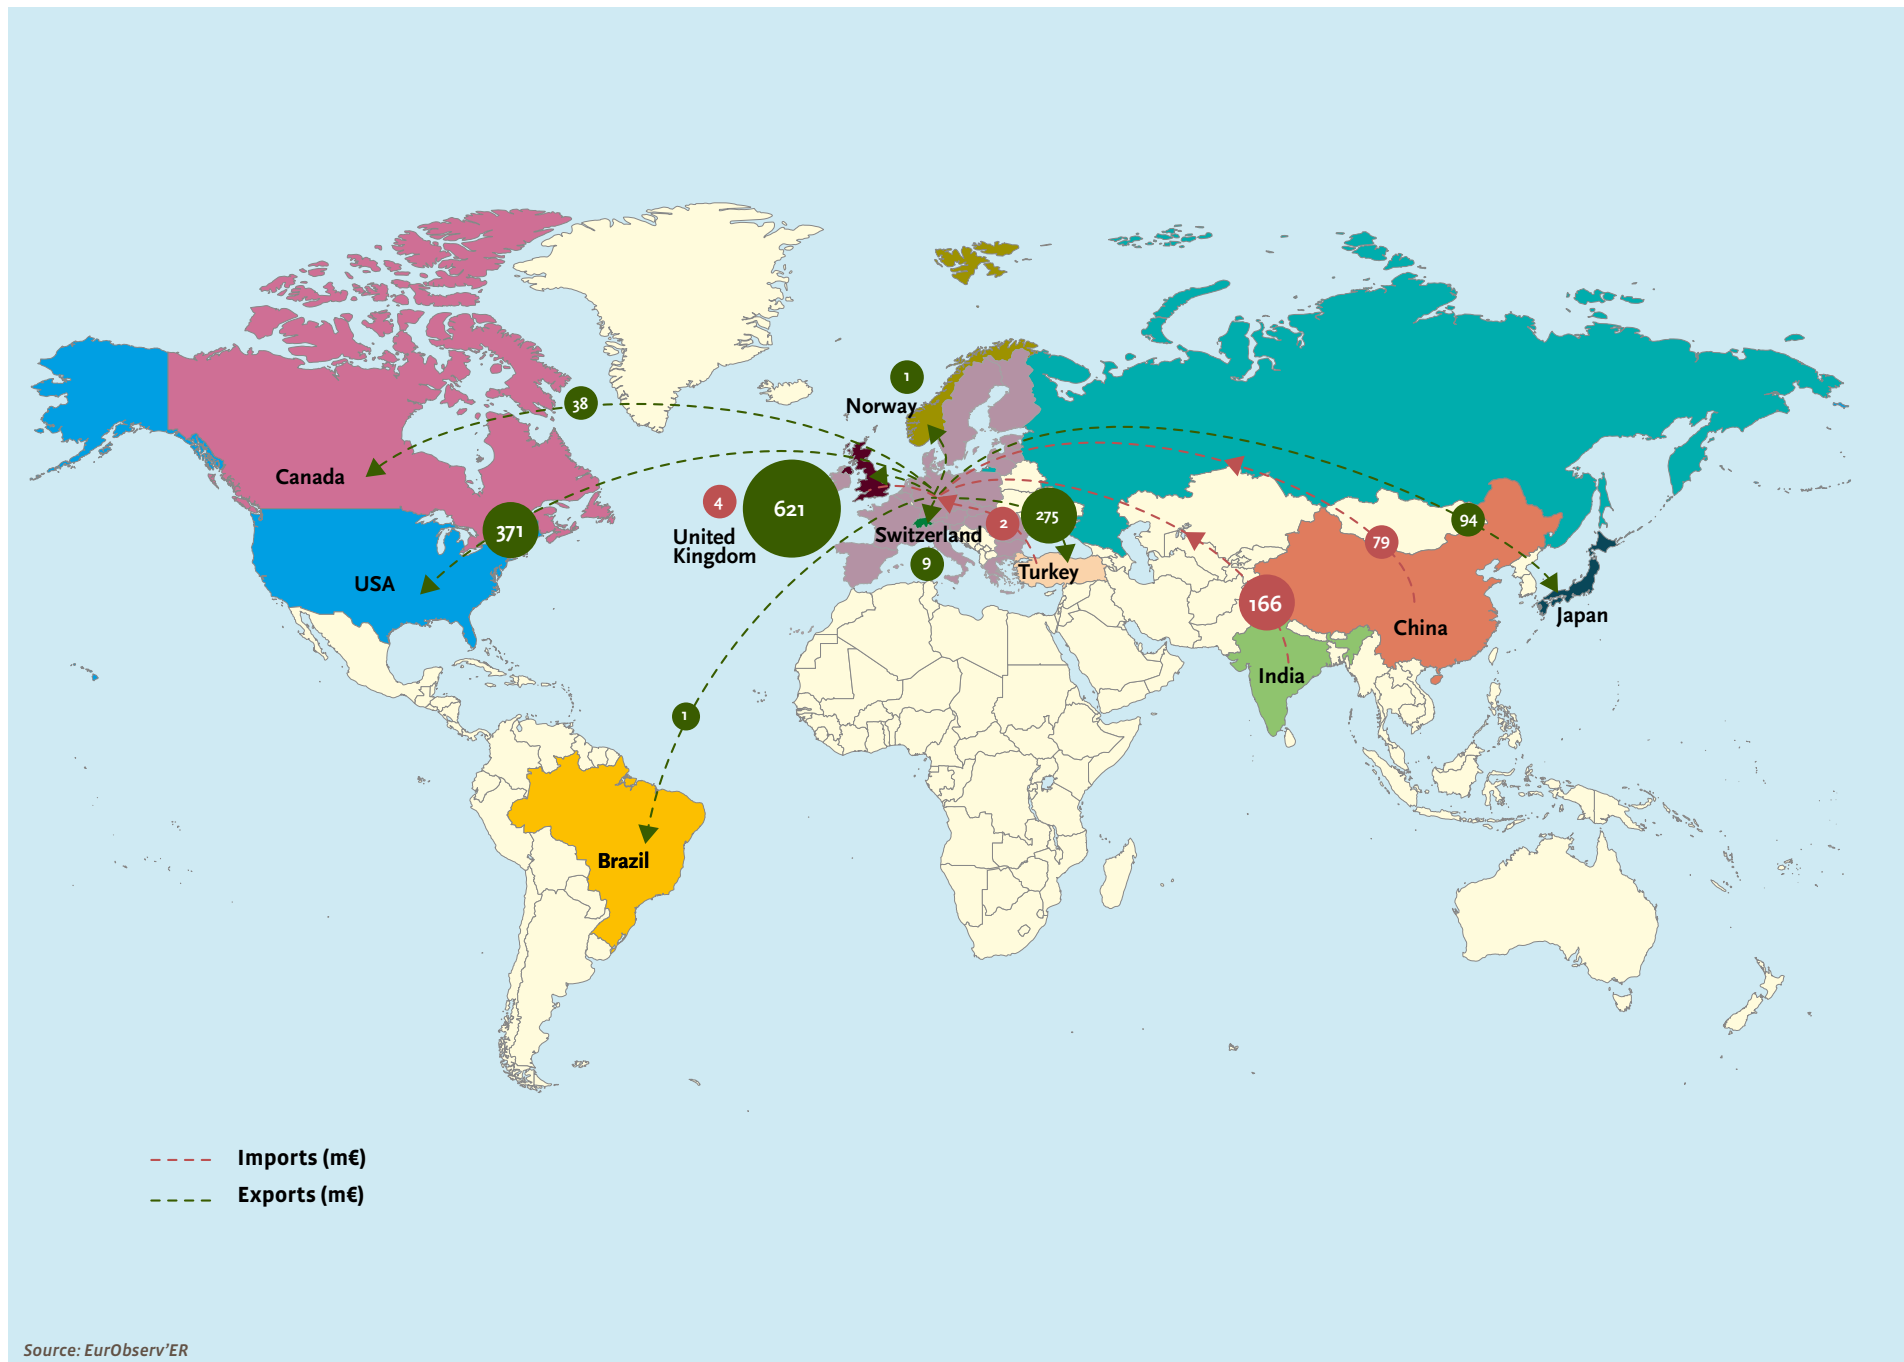 1
Norway
38
Canada
4
621
United
Kingdom
371
Switzerland
9
2
275
Turkey
94
79
166
USA
China
Japan
India
1
Brazil
Imports (m€)
Exports (m€)
Source: EurObserv’ER